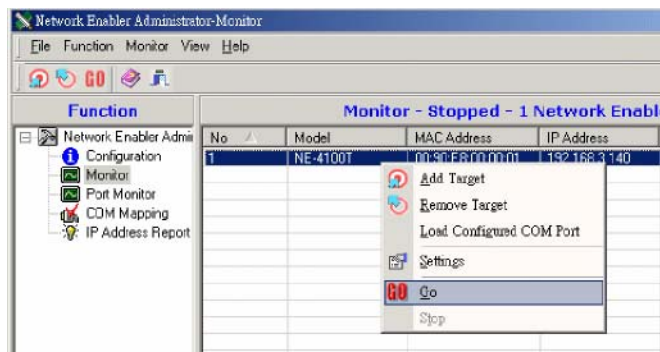 Network Enabler Administrator-Monitor
File Function Monitor View Help
GO
Function
Monitor - Stopped - 1 Network Enabl
Network Enabler Admi
Configuration
Monitor
Port Monitor
COM Mapping
IP Address Report
No Model MAC Address IP Address
1 NE-4100T 00:90:E8:00:00:01 192.168.3.140
Add Target
Remove Target
Load Configured COM Port
Settings
GO Go
Stop